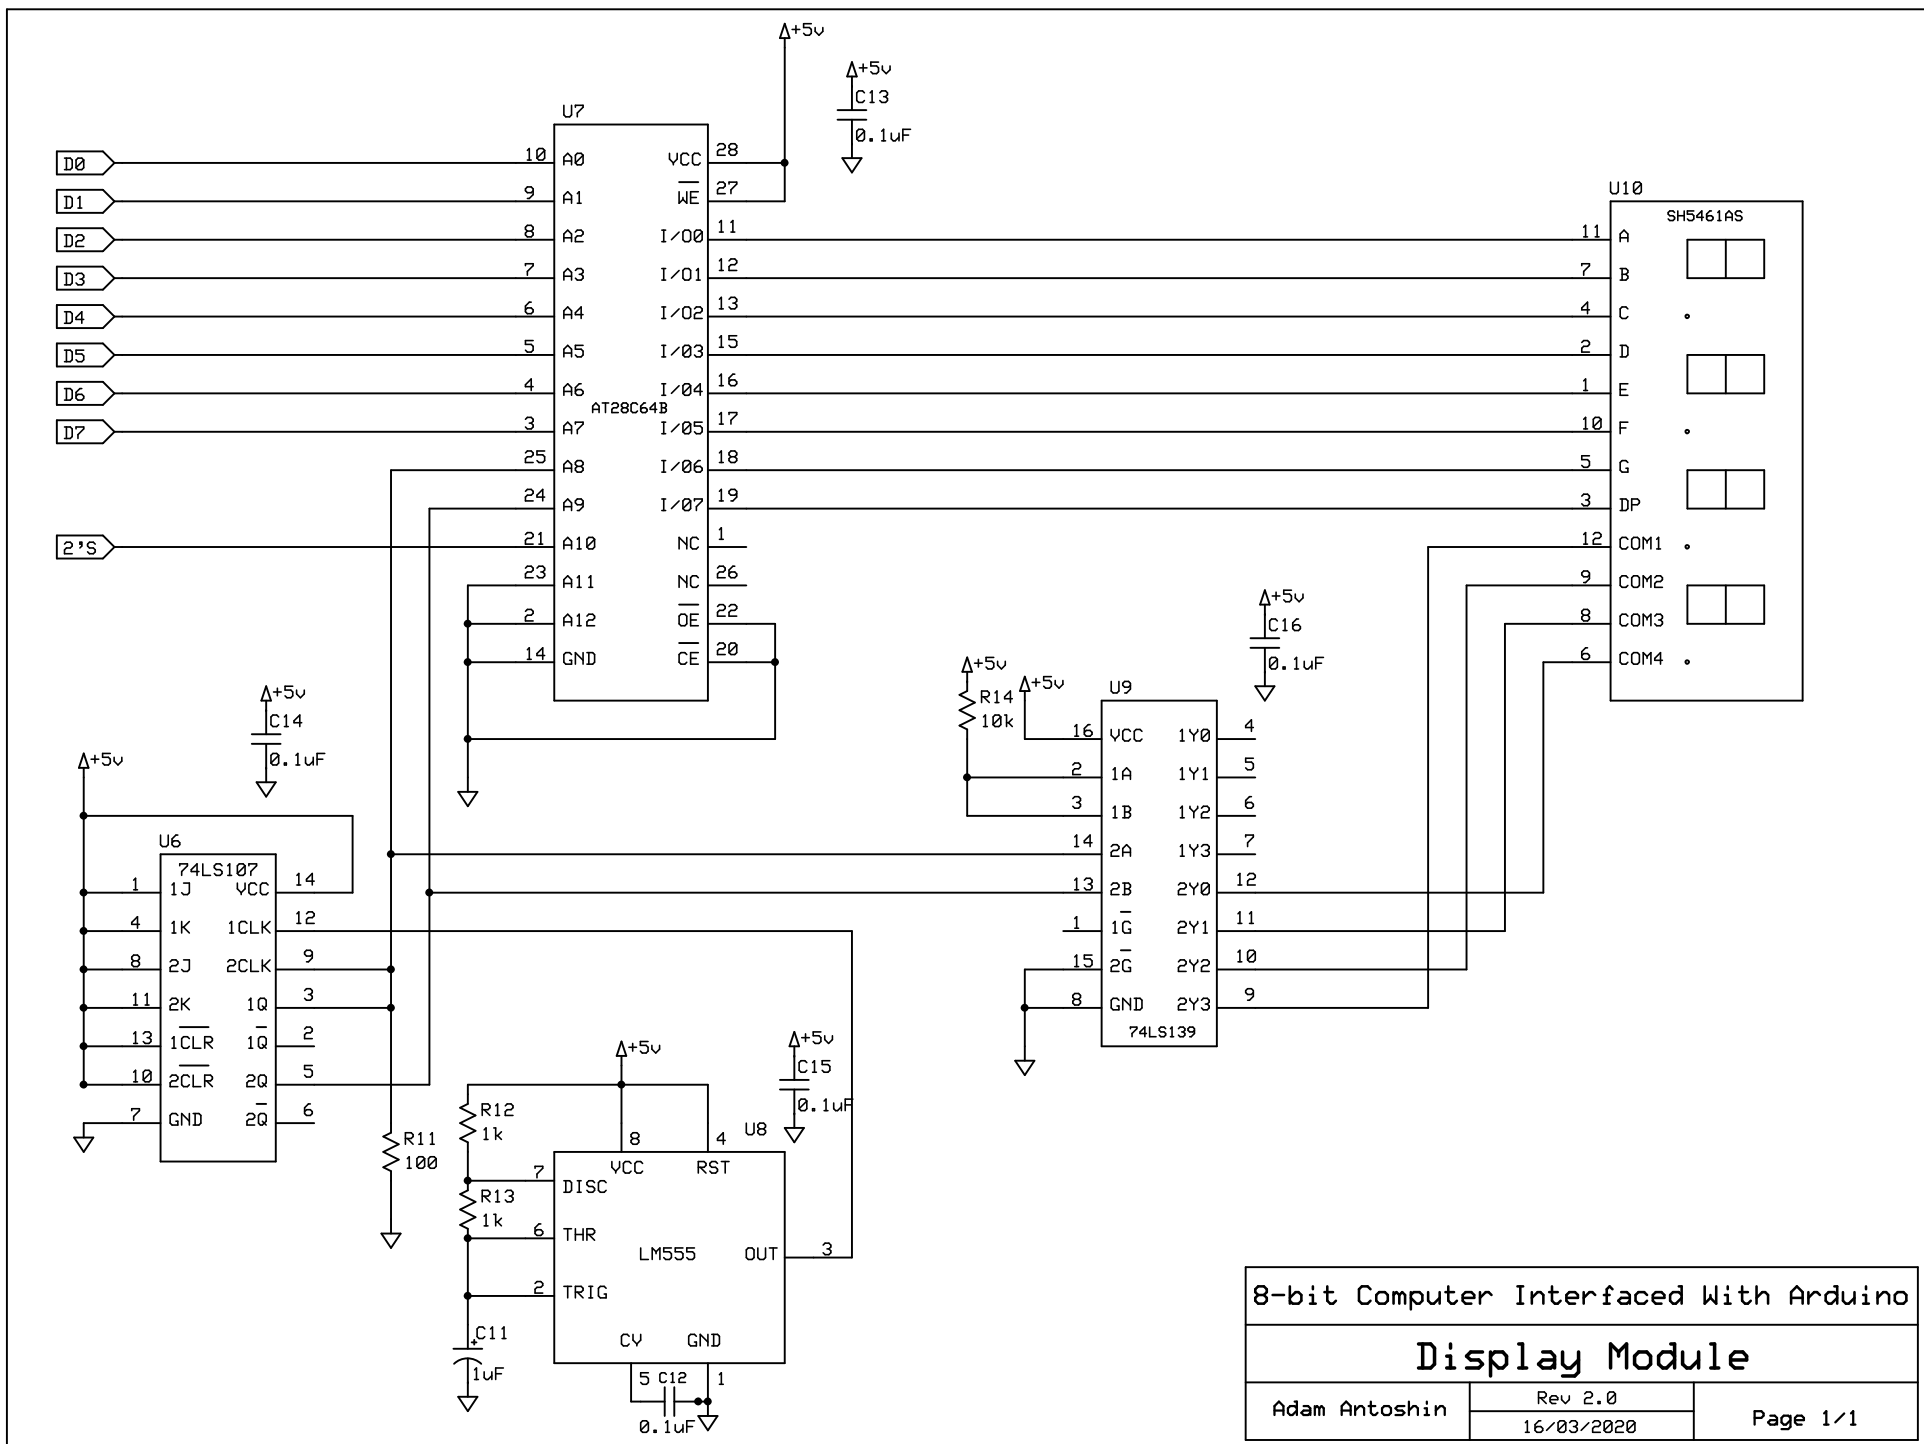 +5v
+5v
C13
0.1uF
U7
D0
10 A0
VCC 28
D1
9 A1
WE 27
D2
8 A2
I/O0 11
D3
7 A3
I/O1 12
D4
6 A4
I/O2 13
D5
5 A5
I/O3 15
D6
4 A6
I/O4 16
AT28C64B
D7
3 A7
I/O5 17
25 A8
I/O6 18
24 A9
I/O7 19
2'S
21 A10
NC 1
23 A11
NC 26
2 A12
OE 22
14 GND
CE 20
U10
SH5461AS
11 A
7 B
4 C
2 D
1 E
10 F
5 G
3 DP
12 COM1
9 COM2
8 COM3
6 COM4
+5v
C16
0.1uF
+5v
R14
10k
+5v
U9
16 VCC
1Y0 4
2 1A
1Y1 5
3 1B
1Y2 6
14 2A
1Y3 7
13 2B
2Y0 12
1 1G
2Y1 11
15 2G
2Y2 10
8 GND
2Y3 9
74LS139
+5v
C14
0.1uF
+5v
U6
74LS107
1 1J
VCC 14
4 1K
1CLK 12
8 2J
2CLK 9
11 2K
1Q 3
13 1CLR
1Q 2
10 2CLR
2Q 5
7 GND
2Q 6
R11
100
+5v
+5v
C15
0.1uF
R12
1k
U8
8
4
VCC
RST
7 DISC
R13
1k
6 THR
LM555
OUT 3
2 TRIG
C11
+
1uF
CV
GND
5
C12
1
0.1uF
8-bit Computer Interfaced With Arduino
Display Module
Adam Antoshin
Rev 2.0
16/03/2020
Page 1/1